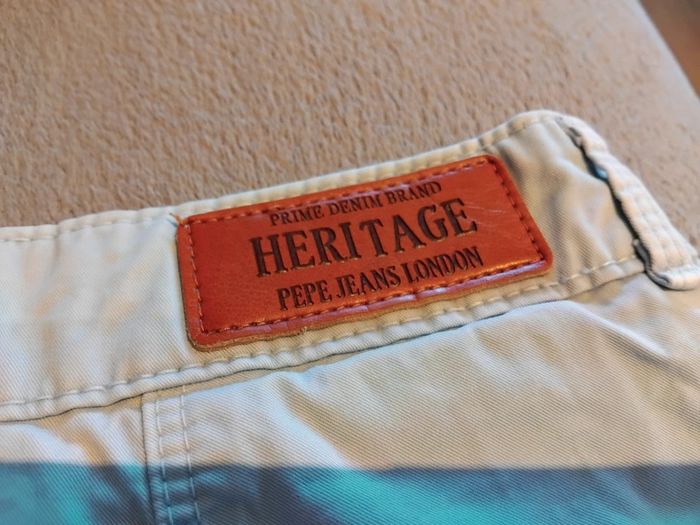 PRIME DENIM BRAND
HERITAGE
PEPE JEANS LONDON